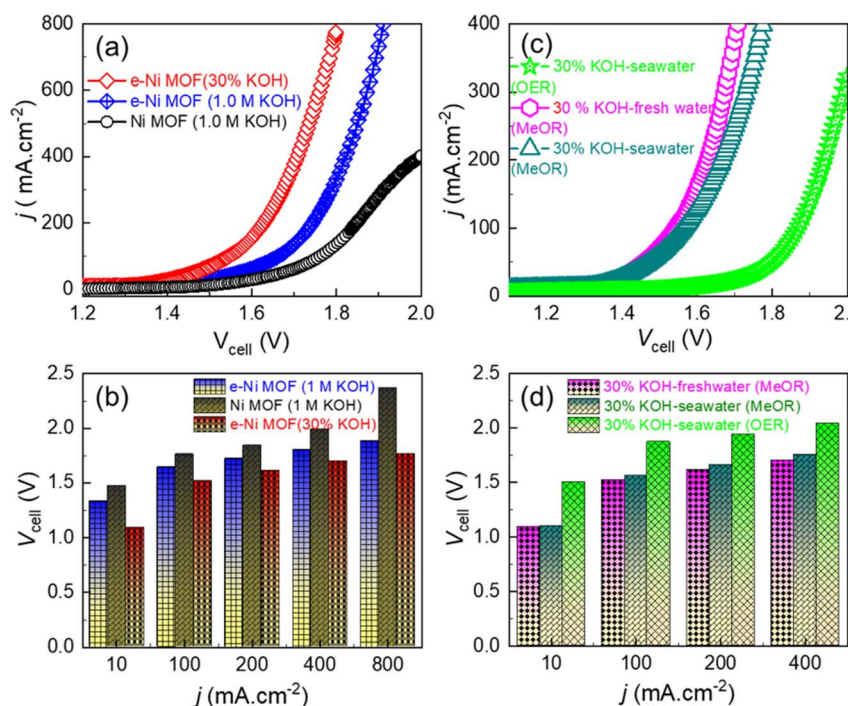 (a)
e-Ni MOF(30% KOH)
e-Ni MOF (1.0 M KOH)
Ni MOF (1.0 M KOH)
800
600
400
200
0
j ( mA.cm⁻²)
1.2 1.4 1.6 1.8 2.0
Vcell (V)
(c)
30% KOH-seawater
(OER)
30 % KOH-fresh water
(MeOR)
30% KOH-seawater
(MeOR)
400
300
200
100
0
j (mA.cm⁻²)
1.2 1.4 1.6 1.8 2.0
Vcell (V)
(b)
e-Ni MOF (1 M KOH)
Ni MOF (1 M KOH)
e-Ni MOF(30% KOH)
2.5
2.0
1.5
1.0
0.5
0.0
Vcell (V)
10 100 200 400 800
j (mA.cm⁻²)
(d)
30% KOH-freshwater (MeOR)
30% KOH-seawater (MeOR)
30% KOH-seawater (OER)
2.5
2.0
1.5
1.0
0.5
0.0
Vcell (V)
10 100 200 400
j (mA.cm⁻²)